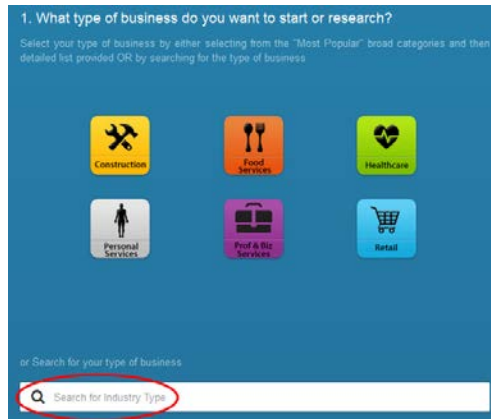 1. What type of business do you want to start or research?
Select your type of business by either selecting from the "Most Popular" broad categories and then
detailed list provided OR by searching for the type of business
Construction
Food
Services
Healthcare
Personal
Services
Prof & Biz
Services
Retail
or Search for your type of business
Search for Industry Type